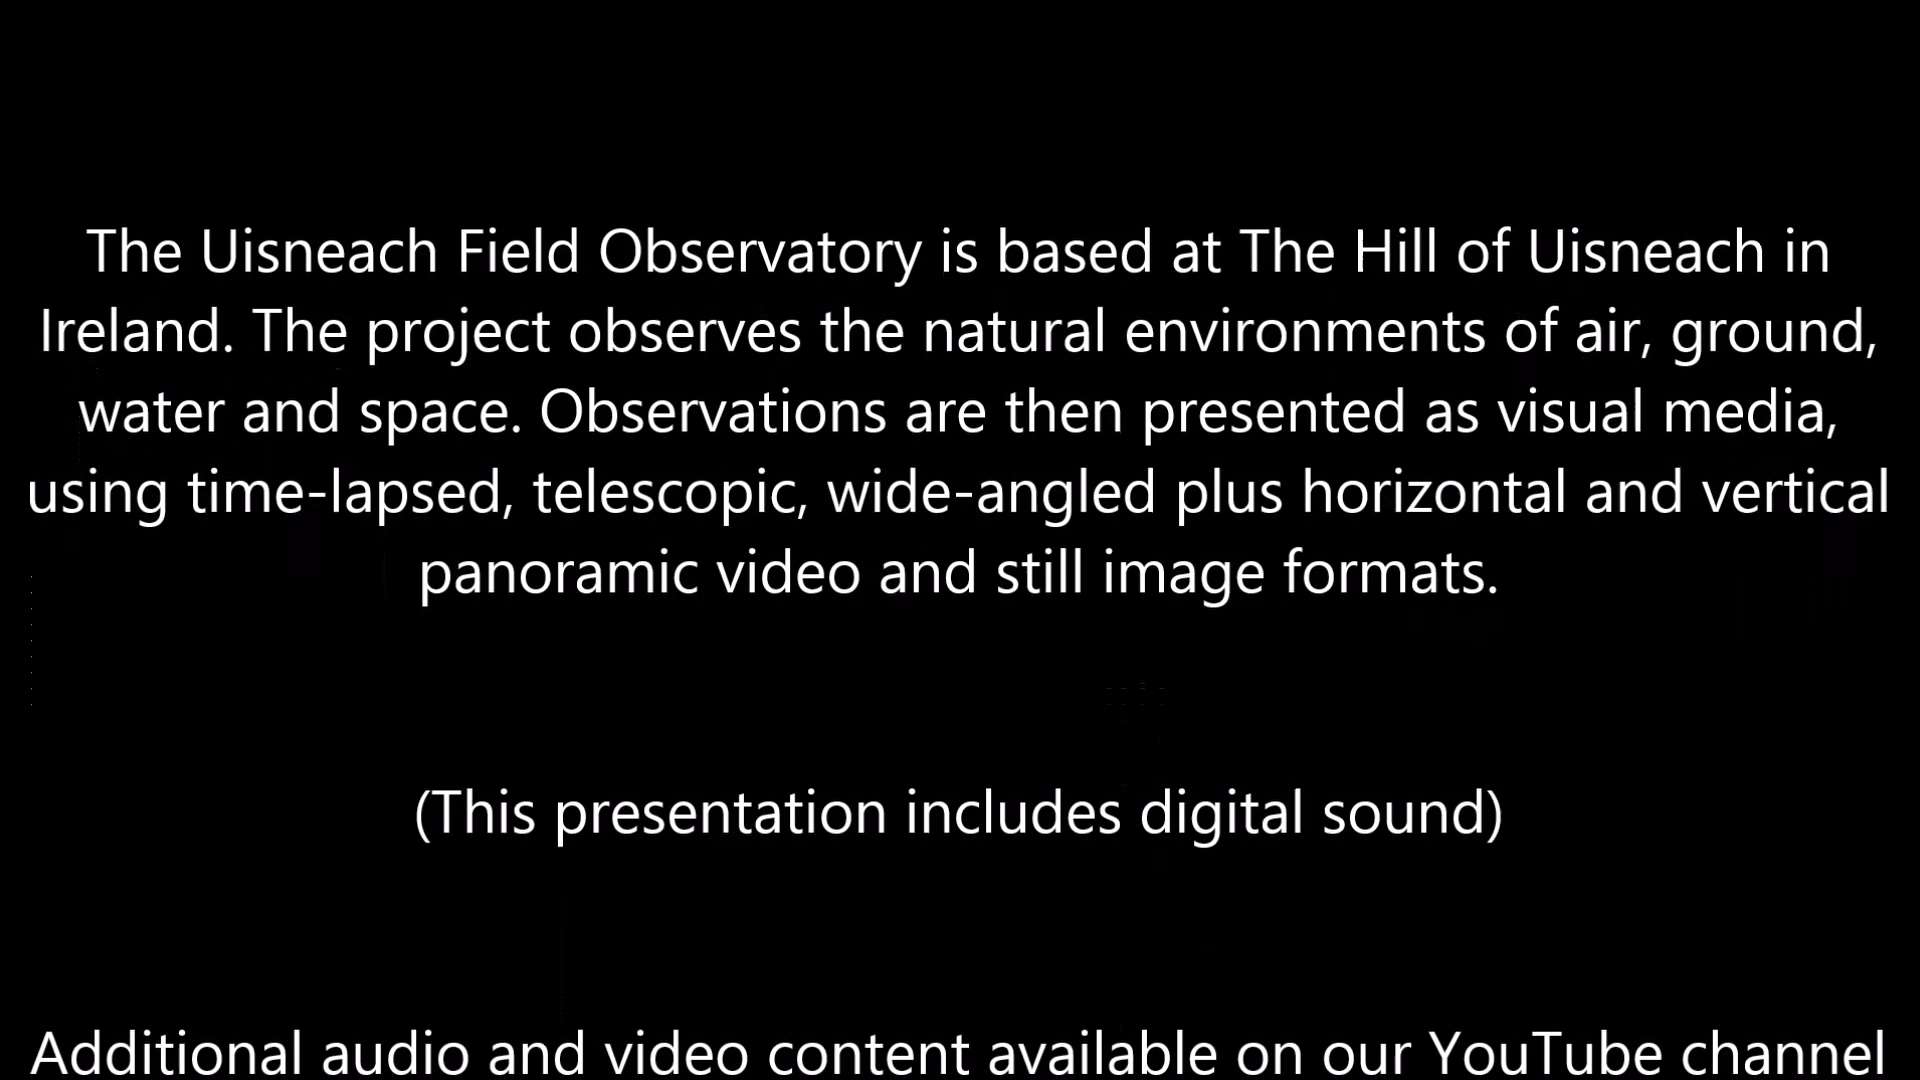 The Uisneach Field Observatory is based at The Hill of Uisneach in
Ireland. The project observes the natural environments of air, ground,
water and space. Observations are then presented as visual media,
using time-lapsed, telescopic, wide-angled plus horizontal and vertical
panoramic video and still image formats.
(This presentation includes digital sound)
Additional audio and video content available on our YouTube channel